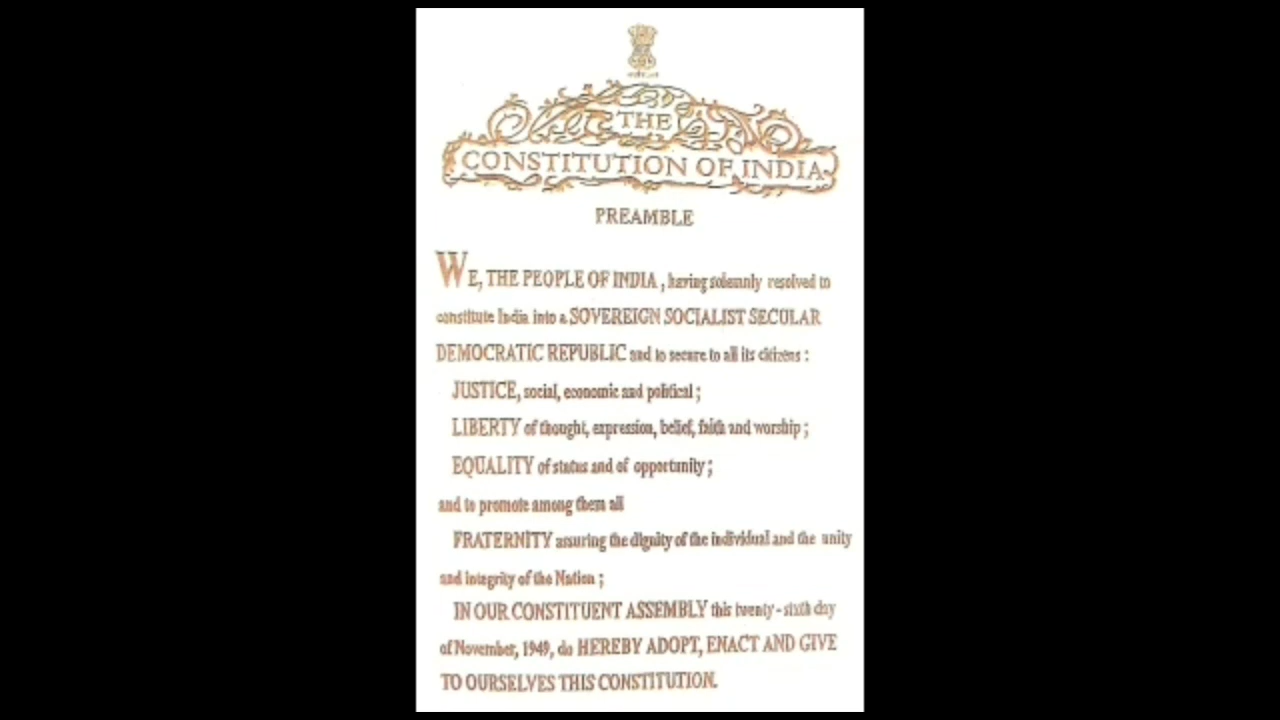 THE
CONSTITUTION OF INDIA
PREAMBLE
WE, THE PEOPLE OF INDIA , having solemnly resolved to
constitute India into a SOVEREIGN SOCIALIST SECULAR
DEMOCRATIC REPUBLIC and to secure to all its citizens :
JUSTICE, social, economic and political ;
LIBERTY of thought, expression, belief, faith and worship ;
EQUALITY of status and of opportunity ;
and to promote among them all
FRATERNITY assuring the dignity of the individual and the unity
and integrity of the Nation ;
IN OUR CONSTITUENT ASSEMBLY this twenty - sixth day
of November, 1949, do HEREBY ADOPT, ENACT AND GIVE
TO OURSELVES THIS CONSTITUTION.